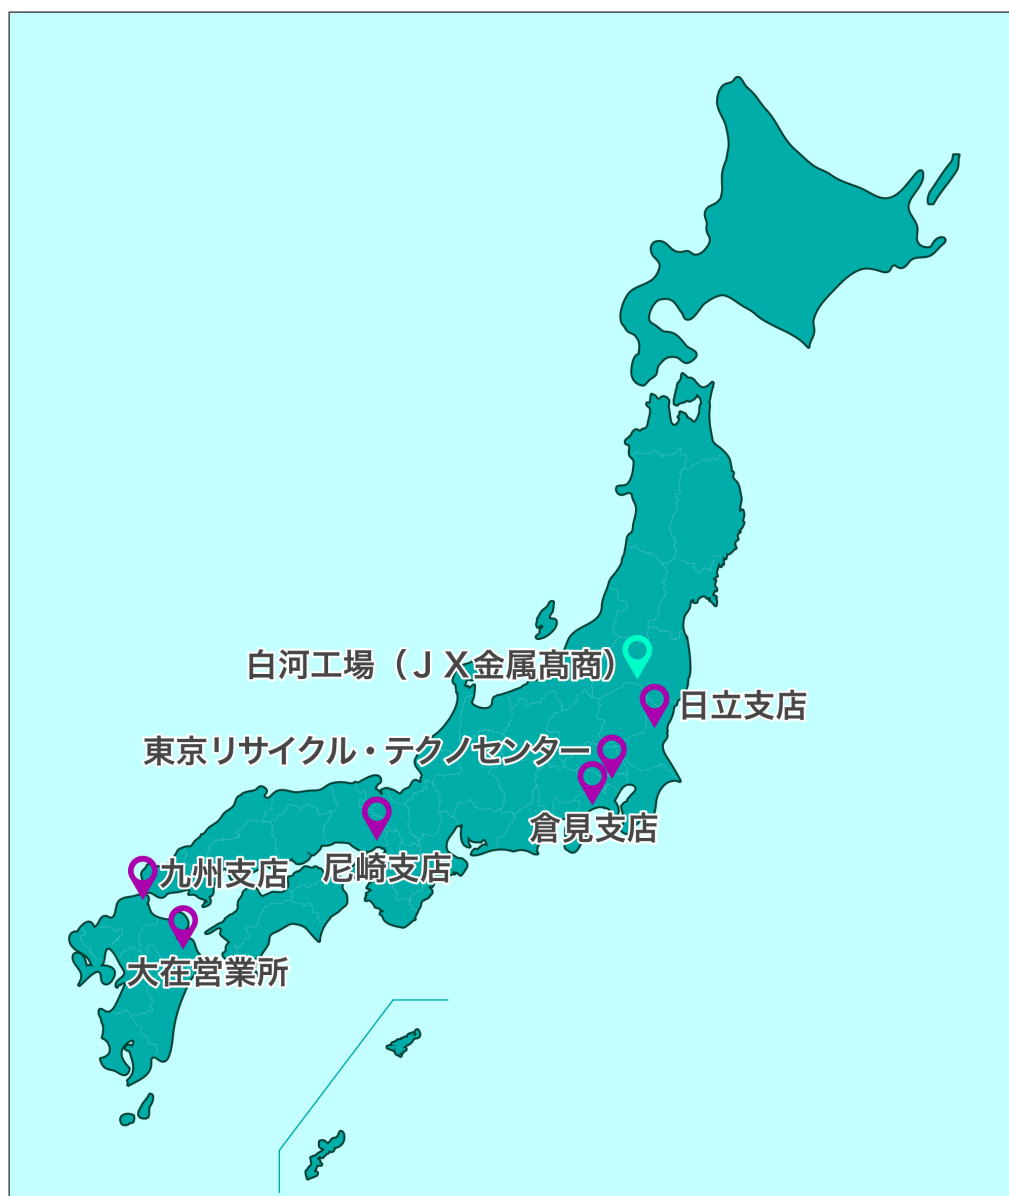 白河工場（ＪＸ金属髙商）
日立支店
東京リサイクル・テクノセンター
倉見支店
尼崎支店
九州支店
大在営業所